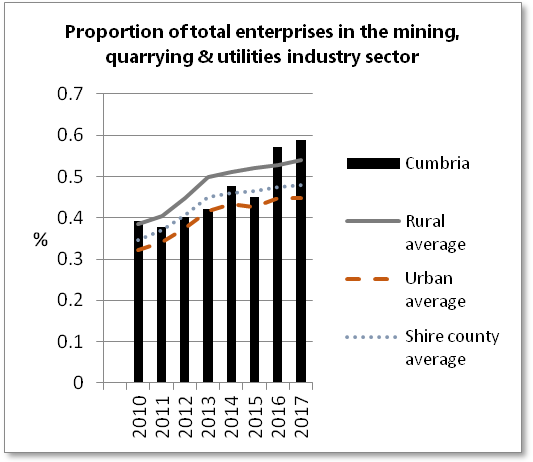 Proportion of total enterprises in the mining,
quarrying & utilities industry sector
0.7
0.6
0.5
0.4
0.3
0.2
0.1
0
%
2010
2011
2012
2013
2014
2015
2016
2017
Cumbria
Rural
average
Urban
average
Shire county
average